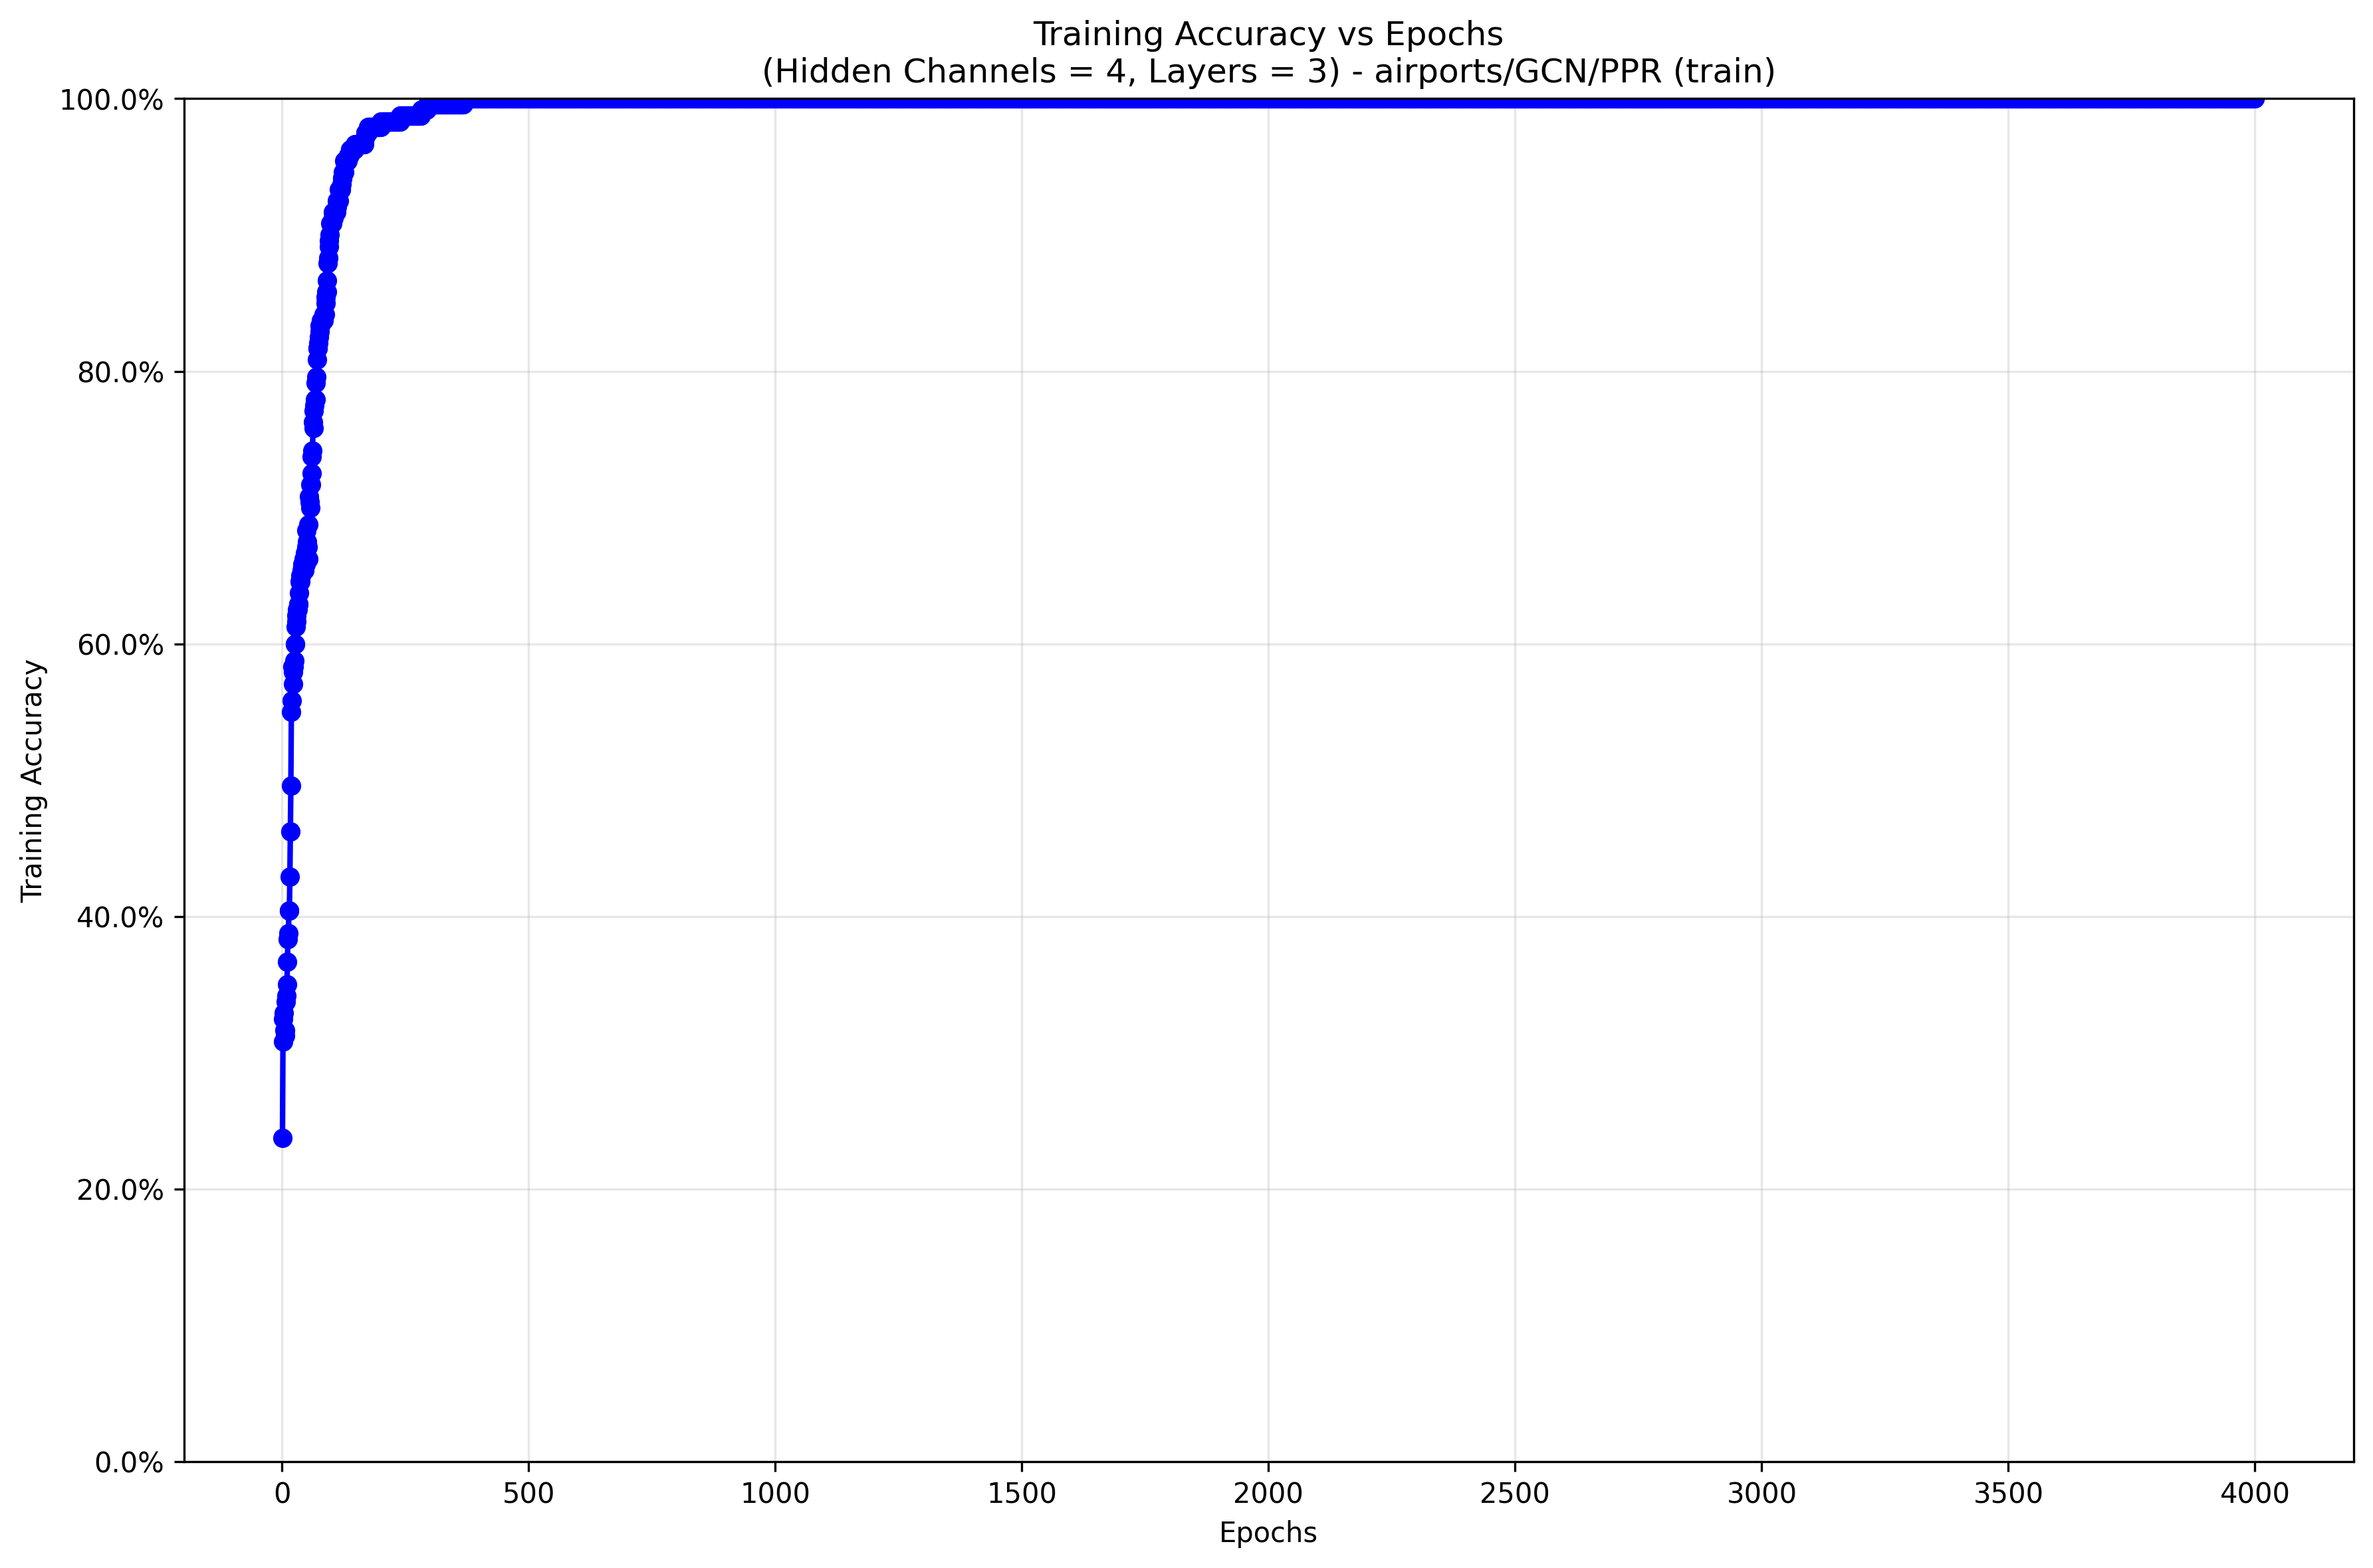 Training Accuracy vs Epochs
(Hidden Channels = 4, Layers = 3) - airports/GCN/PPR (train)
100.0%
80.0%
60.0%
40.0%
20.0%
0.0%
Training Accuracy
0 500 1000 1500 2000 2500 3000 3500 4000
Epochs